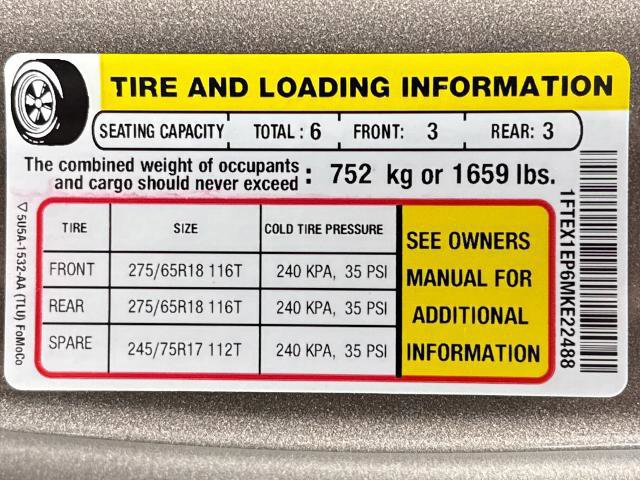 TIRE AND LOADING INFORMATION
SEATING CAPACITY TOTAL : 6 FRONT: 3 REAR: 3
The combined weight of occupants
and cargo should never exceed : 752 kg or 1659 lbs.
TIRE SIZE COLD TIRE PRESSURE
FRONT 275/65R18 116T 240 KPA, 35 PSI
REAR 275/65R18 116T 240 KPA, 35 PSI
SPARE 245/75R17 112T 240 KPA, 35 PSI
SEE OWNERS
MANUAL FOR
ADDITIONAL
INFORMATION
5U5A-1532-AA (TLU) FoMoCo
1FTEX1EP6MKE22488